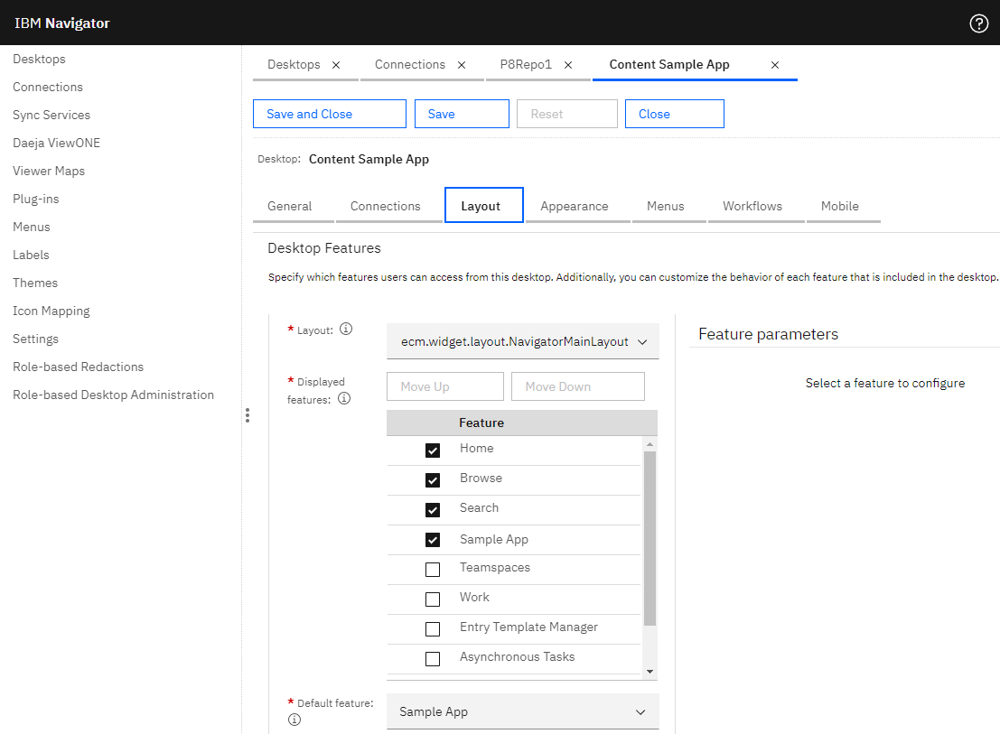 IBM Navigator
Desktops
Connections
Sync Services
Daeja ViewONE
Viewer Maps
Plug-ins
Menus
Labels
Themes
Icon Mapping
Settings
Role-based Redactions
Role-based Desktop Administration
Desktops Connections P8Repo1 Content Sample App
Save and Close Save Reset Close
Desktop: Content Sample App
General Connections Layout Appearance Menus Workflows Mobile
Desktop Features
Specify which features users can access from this desktop. Additionally, you can customize the behavior of each feature that is included in the desktop.
* Layout: ecm.widget.layout.NavigatorMainLayout
* Displayed
features:
Move Up Move Down
Feature
Home
Browse
Search
Sample App
Teamspaces
Work
Entry Template Manager
Asynchronous Tasks
* Default feature: Sample App
Feature parameters
Select a feature to configure